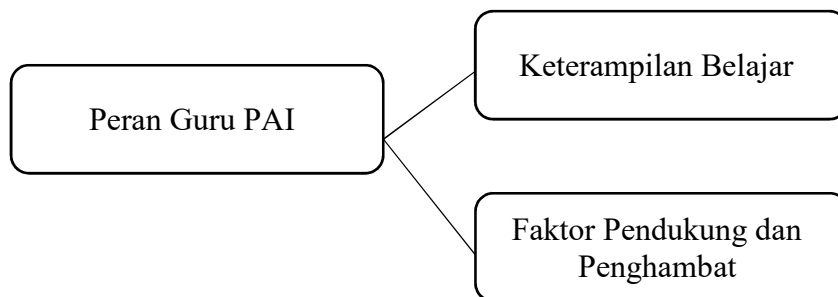 Peran Guru PAI
Keterampilan Belajar
Faktor Pendukung dan
Penghambat